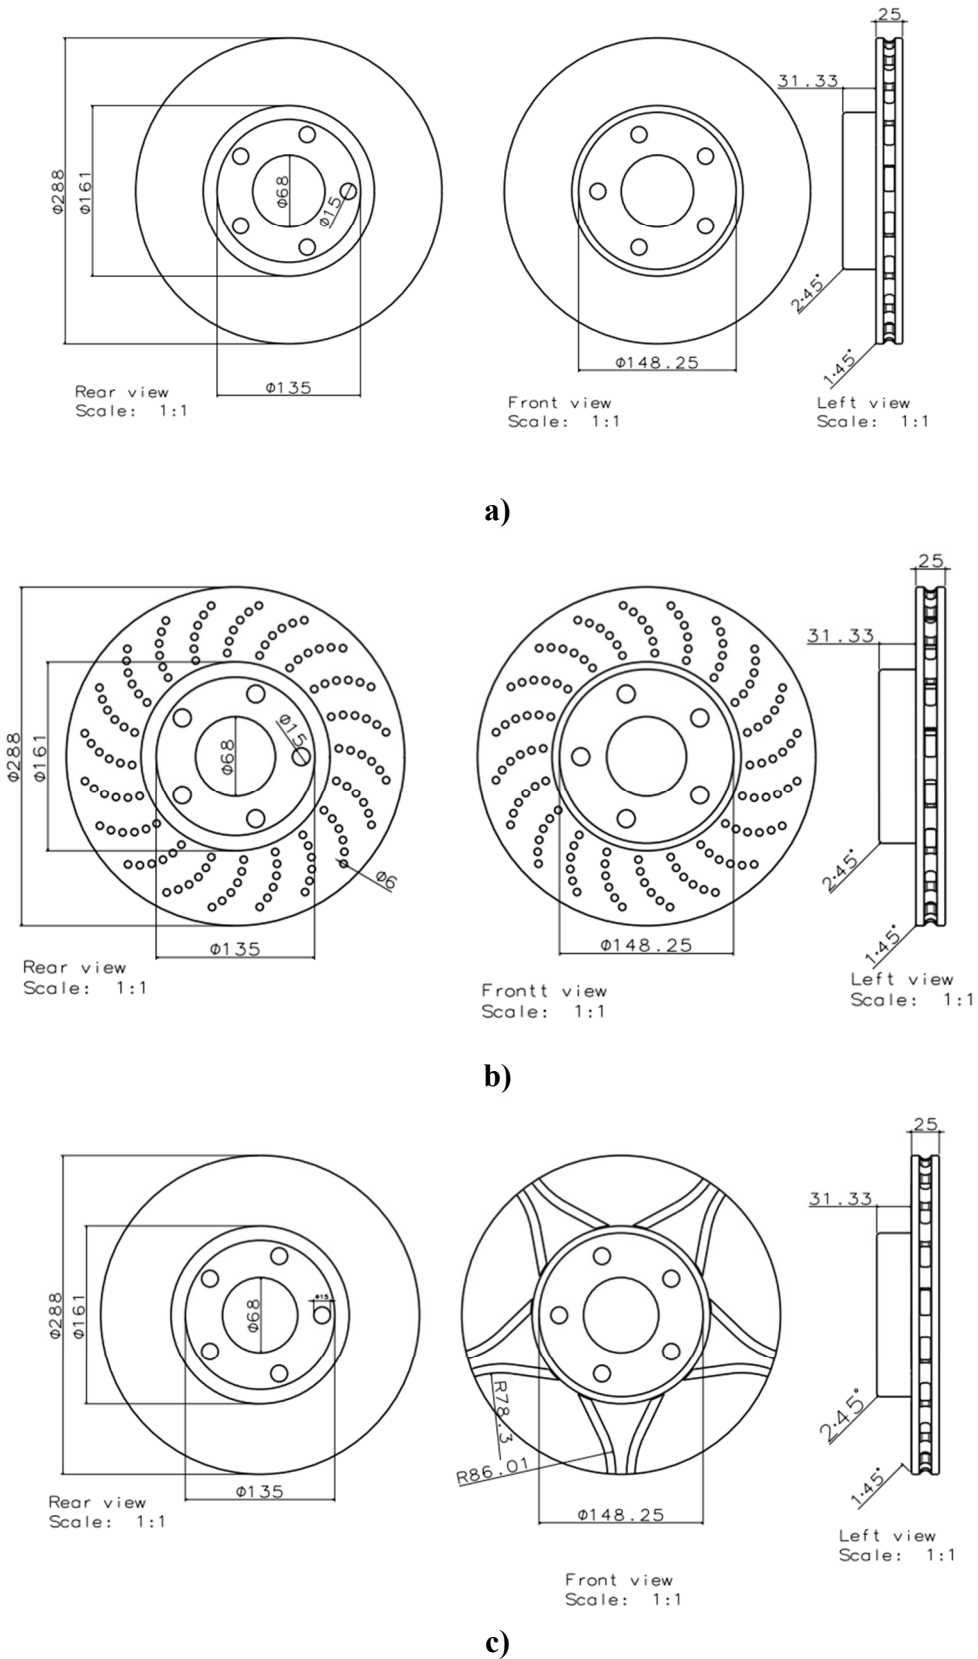 25
31.33
Φ288
Φ161
Φ68
Φ15
2·45°
1·45°
Φ148.25
Φ135
Rear view
Scale: 1:1
Front view
Scale: 1:1
Left view
Scale: 1:1
a)
25
31.33
Φ288
Φ161
Φ68
Φ15
Φ6
2·45°
1·45°
Φ135
Φ148.25
Rear view
Scale: 1:1
Frontt view
Scale: 1:1
Left view
Scale: 1:1
b)
25
31.33
Φ288
Φ161
Φ68
Φ15
R78.3
R86.01
2·45°
1·45°
Φ135
Φ148.25
Rear view
Scale: 1:1
Front view
Scale: 1:1
Left view
Scale: 1:1
c)